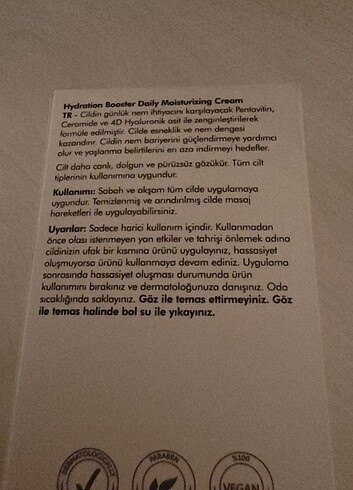 Hydration Booster Daily Moisturizing Cream
TR - Cildin günlük nem ihtiyacını karşılayacak Pentavitin,
Ceramide ve 4D Hyaluronik asit ile zenginleştirilerek
formüle edilmiştir. Cilde esneklik ve nem dengesi
kazandırır. Cildin nem bariyerini güçlendirmeye yardımcı
olur ve yaşlanma belirtilerini en aza indirmeyi hedefler.
Cilt daha canlı, dolgun ve pürüzsüz gözükür. Tüm cilt
tiplerinin kullanımına uygundur.
Kullanımı: Sabah ve akşam tüm cilde uygulamaya
uygundur. Temizlenmiş ve arındırılmış cilde masaj
hareketleri ile uygulayabilirsiniz.
Uyarılar: Sadece harici kullanım içindir. Kullanmadan
önce olası istenmeyen yan etkiler ve tahrişi önlemek adına
cildinizin ufak bir kısmına ürünü uygulayınız, hassasiyet
oluşmuyorsa ürünü kullanmaya devam ediniz. Uygulama
sonrasında hassasiyet oluşması durumunda ürün
kullanımını bırakınız ve dermatoloğunuza danışınız. Oda
sıcaklığında saklayınız. Göz ile temas ettirmeyiniz. Göz
ile temas halinde bol su ile yıkayınız.
DERMATOLOGICALLY
PARABEN
%100
VEGAN